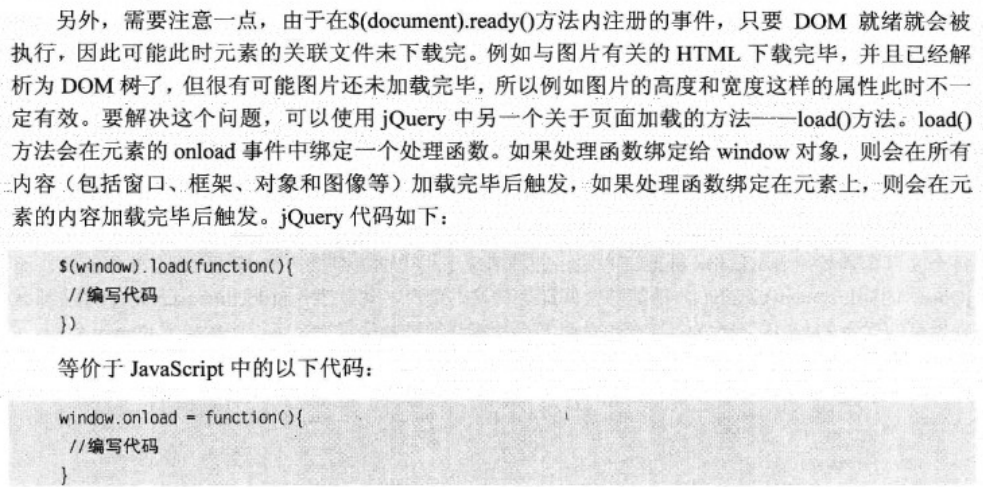 另外，需要注意一点，由于在$(document).ready()方法内注册的事件，只要 DOM 就绪就会被
执行，因此可能此时元素的关联文件未下载完。例如与图片有关的 HTML 下载完毕，并且已经解
析为 DOM 树了，但很有可能图片还未加载完毕，所以例如图片的高度和宽度这样的属性此时不一
定有效。要解决这个问题，可以使用 jQuery 中另一个关于页面加载的方法——load()方法。load()
方法会在元素的 onload 事件中绑定一个处理函数。如果处理函数绑定给 window 对象，则会在所有
内容（包括窗口、框架、对象和图像等）加载完毕后触发，如果处理函数绑定在元素上，则会在元
素的内容加载完毕后触发。jQuery 代码如下：
$(window).load(function(){
//编写代码
})
等价于 JavaScript 中的以下代码：
window.onload = function(){
//编写代码
}